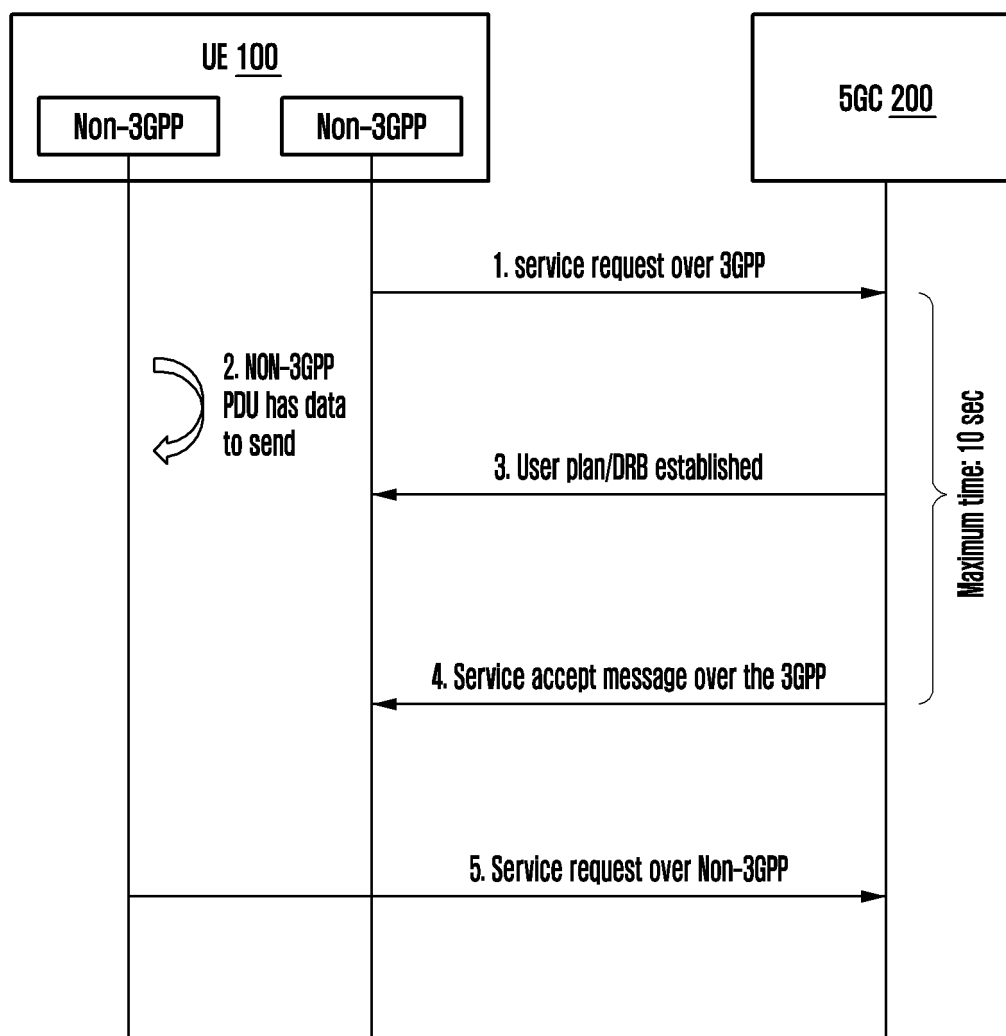 UE 100
5GC 200
Non-3GPP
Non-3GPP
1. service request over 3GPP
2. NON-3GPP
PDU has data
to send
3. User plan/DRB established
Maximum time: 10 sec
4. Service accept message over the 3GPP
5. Service request over Non-3GPP